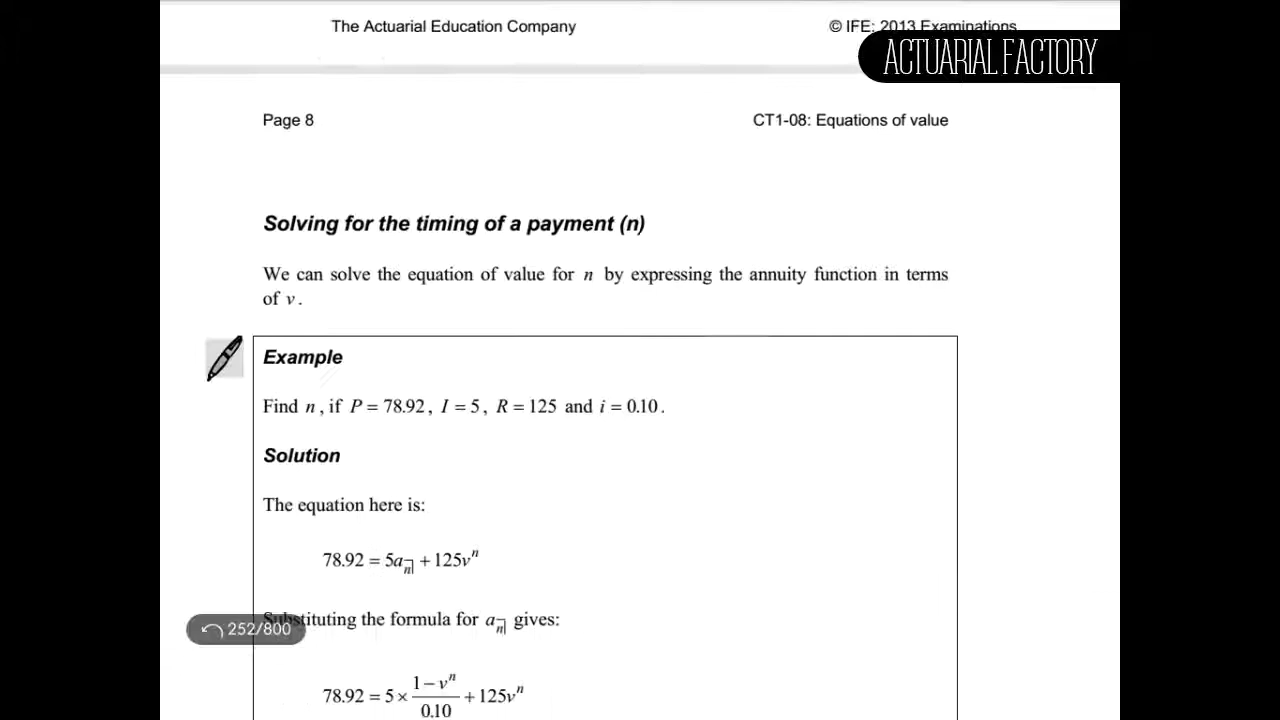 The Actuarial Education Company © IFE: 2013 Examinations
ACTUARIAL FACTORY
Page 8 CT1-08: Equations of value
Solving for the timing of a payment (n)
We can solve the equation of value for n by expressing the annuity function in terms
of v.
Example
Find n, if P = 78.92, I = 5, R = 125 and i = 0.10.
Solution
The equation here is:
78.92 = 5a_n̅| + 125vⁿ
Substituting the formula for a_n̅| gives:
252/800
78.92 = 5 × (1 − vⁿ)/0.10 + 125vⁿ